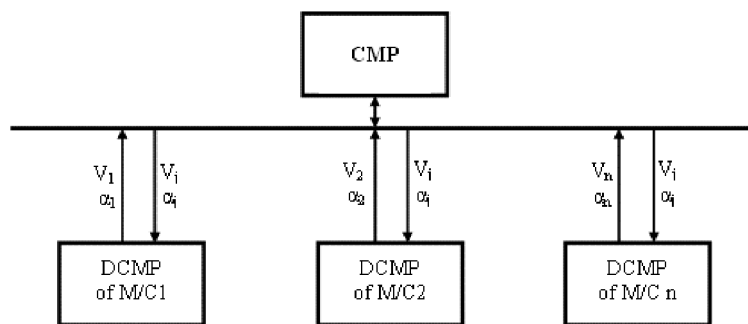 CMP
V1
α1
Vj
αj
V2
α2
Vj
αj
Vn
αn
Vj
αj
DCMP
of M/C1
DCMP
of M/C2
DCMP
of M/C n